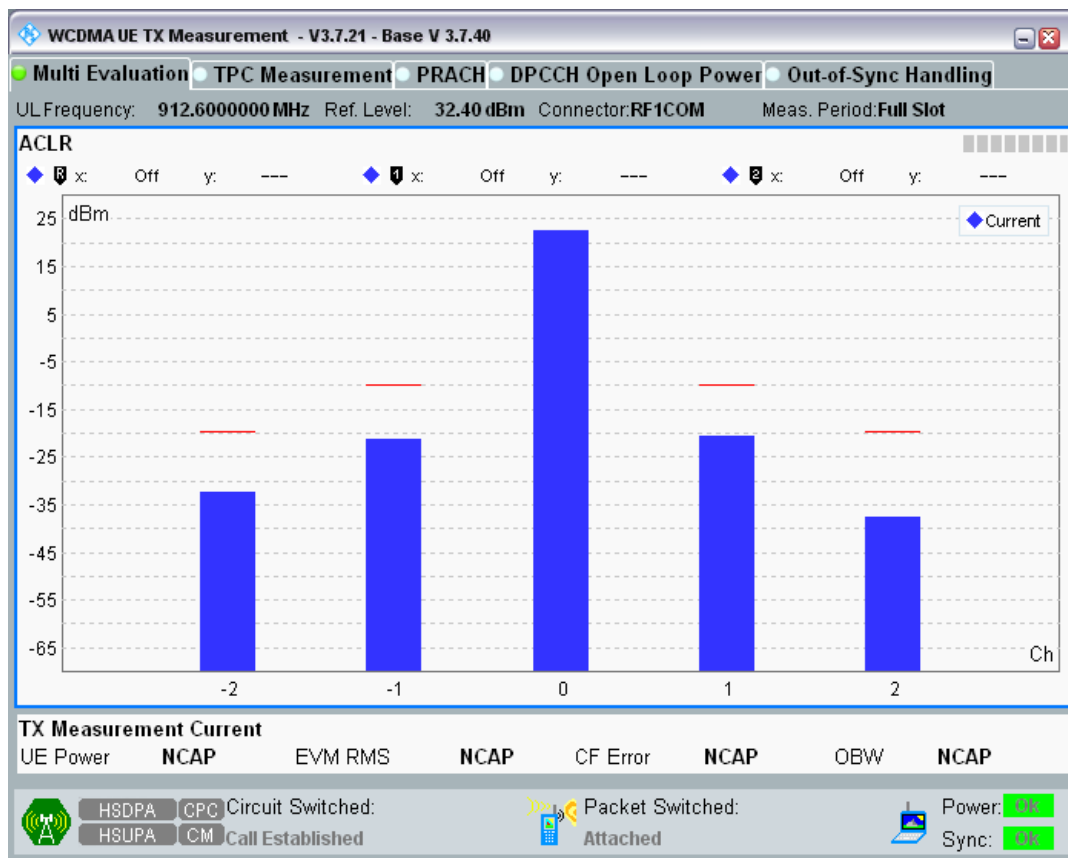 WCDMA UE TX Measurement - V3.7.21 - Base V 3.7.40
Multi Evaluation TPC Measurement PRACH DPCCH Open Loop Power Out-of-Sync Handling
UL Frequency: 912.6000000 MHz Ref. Level: 32.40 dBm Connector:RF1COM Meas. Period:Full Slot
ACLR
R x: Off y: --- 1 x: Off y: --- 2 x: Off y: ---
dBm
Current
25
15
5
-5
-15
-25
-35
-45
-55
-65
Ch
-2 -1 0 1 2
TX Measurement Current
UE Power NCAP EVM RMS NCAP CF Error NCAP OBW NCAP
HSDPA CPC Circuit Switched: Packet Switched: Power: Ok
HSUPA CM Call Established Attached Sync: Ok